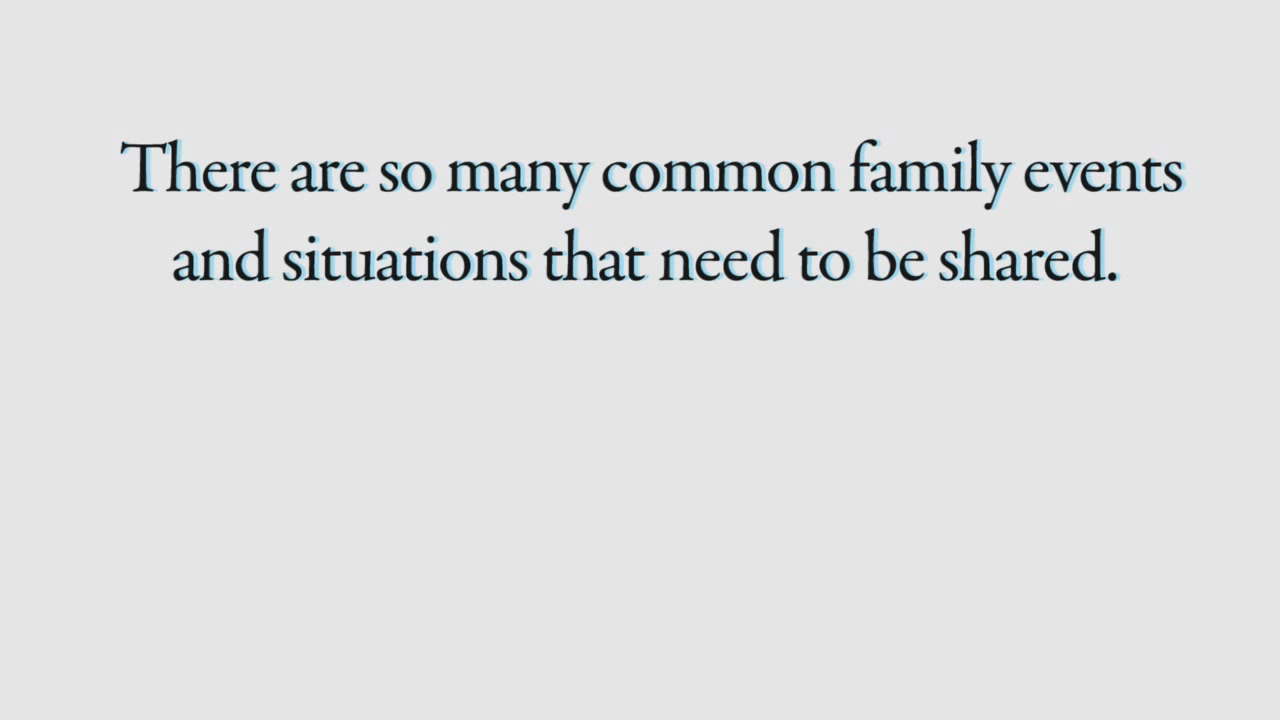 There are so many common family events
and situations that need to be shared.